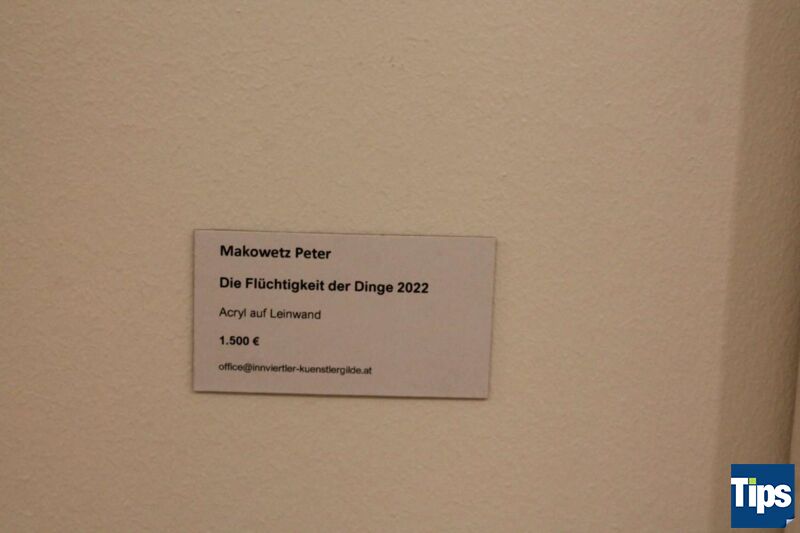 Makowetz Peter
Die Flüchtigkeit der Dinge 2022
Acryl auf Leinwand
1.500 €
office@innviertler-kuenstlergilde.at
Tips